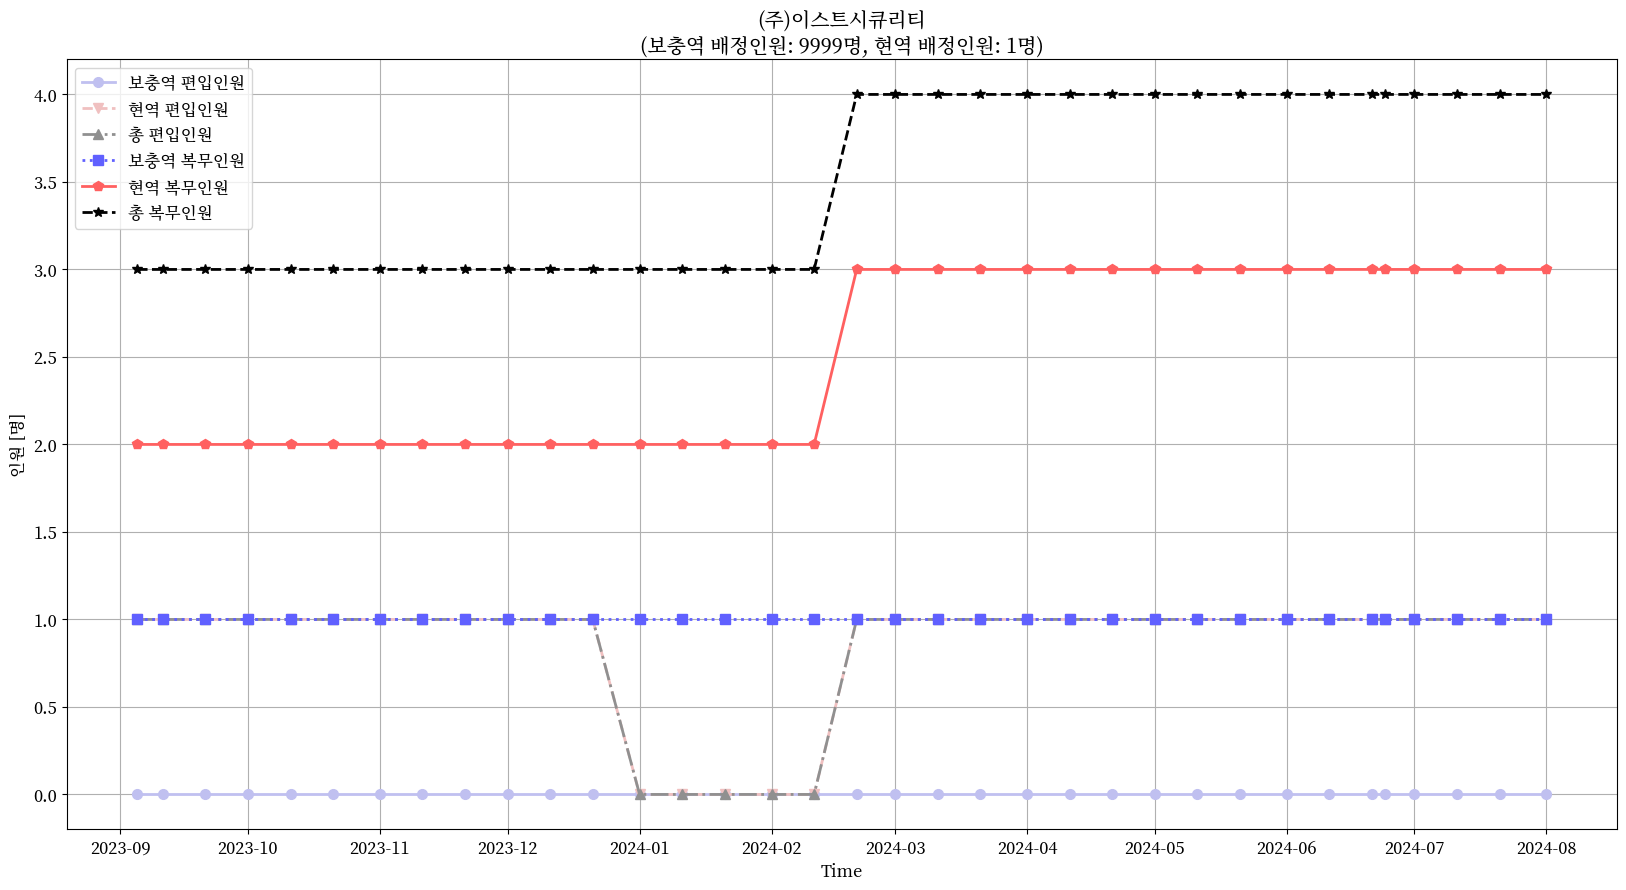 (주)이스트시큐리티
(보충역 배정인원: 9999명, 현역 배정인원: 1명)
보충역 편입인원
현역 편입인원
총 편입인원
보충역 복무인원
현역 복무인원
총 복무인원
인원 [명]
4.0
3.5
3.0
2.5
2.0
1.5
1.0
0.5
0.0
2023-09 2023-10 2023-11 2023-12 2024-01 2024-02 2024-03 2024-04 2024-05 2024-06 2024-07 2024-08
Time